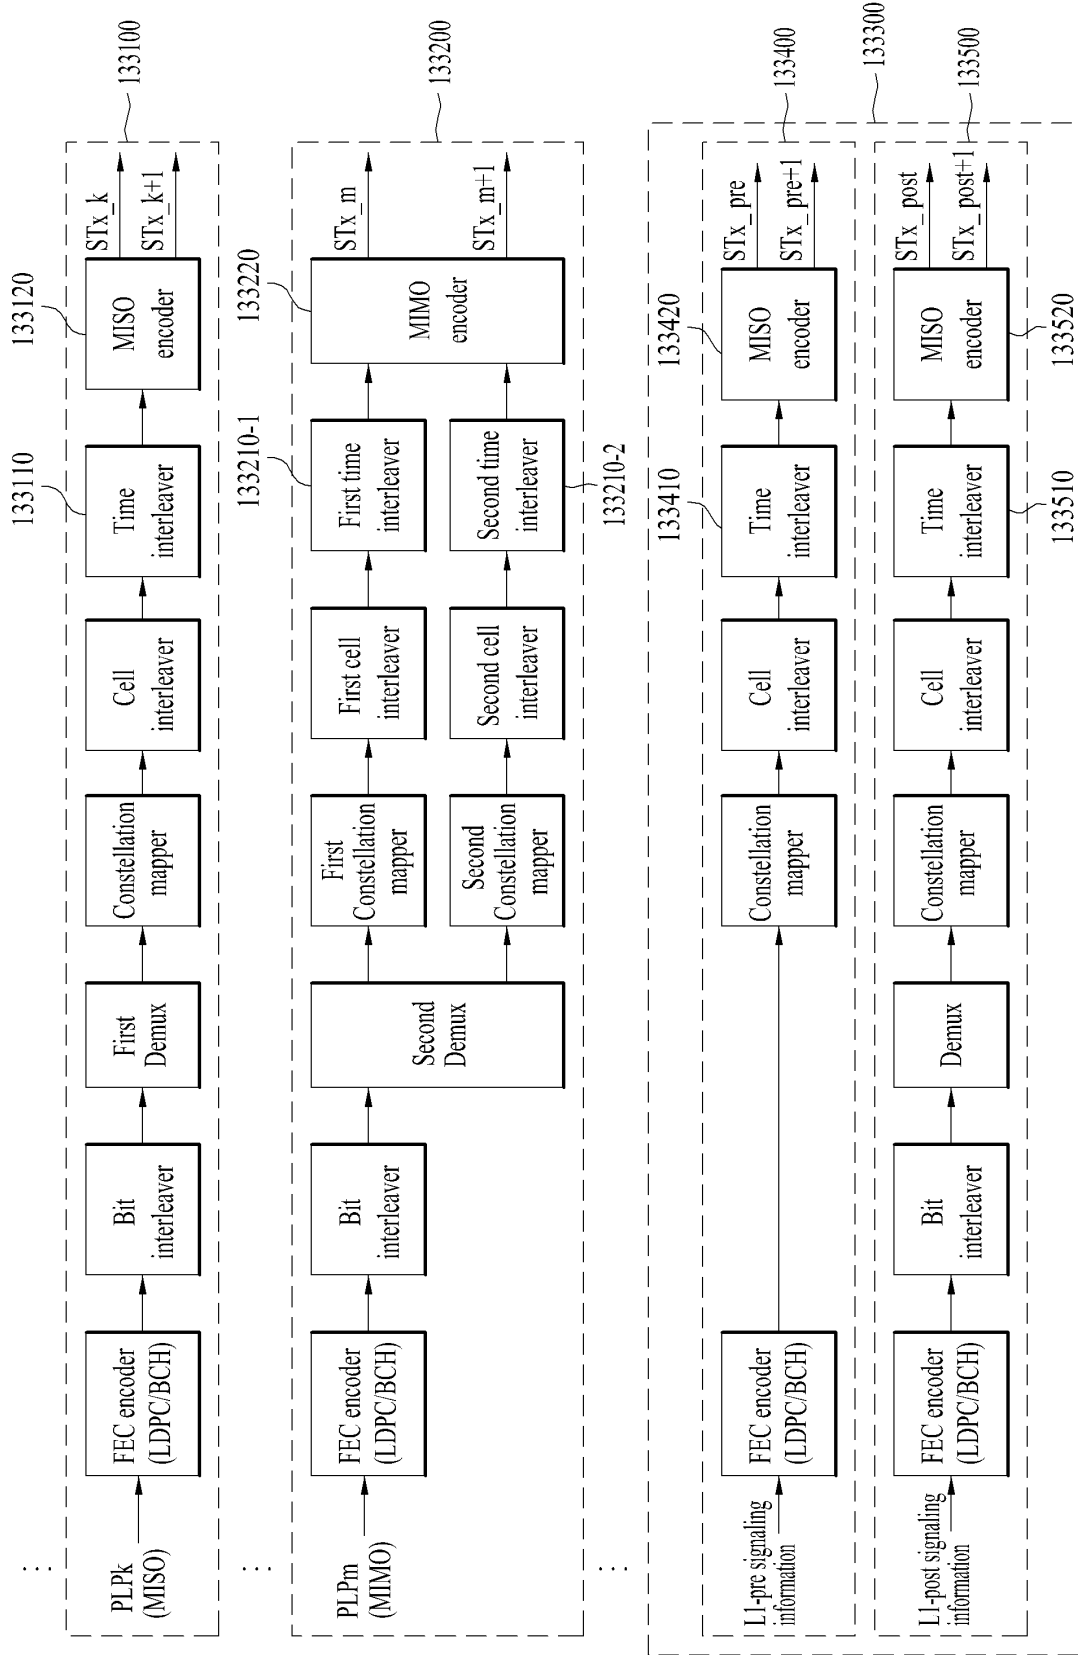 PLPk
(MISO)
FEC encoder
(LDPC/BCH)
Bit
interleaver
First
Demux
Constellation
mapper
Cell
interleaver
Time
interleaver
133110
MISO
encoder
133120
STx_k
STx_k+1
133100
PLPm
(MIMO)
FEC encoder
(LDPC/BCH)
Bit
interleaver
Second
Demux
First
Constellation
mapper
First cell
interleaver
First time
interleaver
133210-1
Second
Constellation
mapper
Second cell
interleaver
Second time
interleaver
133210-2
MIMO
encoder
133220
STx_m
STx_m+1
133200
L1-pre signaling
information
FEC encoder
(LDPC/BCH)
Constellation
mapper
Cell
interleaver
Time
interleaver
133410
MISO
encoder
133420
STx_pre
STx_pre+1
133400
133300
L1-post signaling
information
FEC encoder
(LDPC/BCH)
Bit
interleaver
Demux
Constellation
mapper
Cell
interleaver
Time
interleaver
133510
MISO
encoder
133520
STx_post
STx_post+1
133500